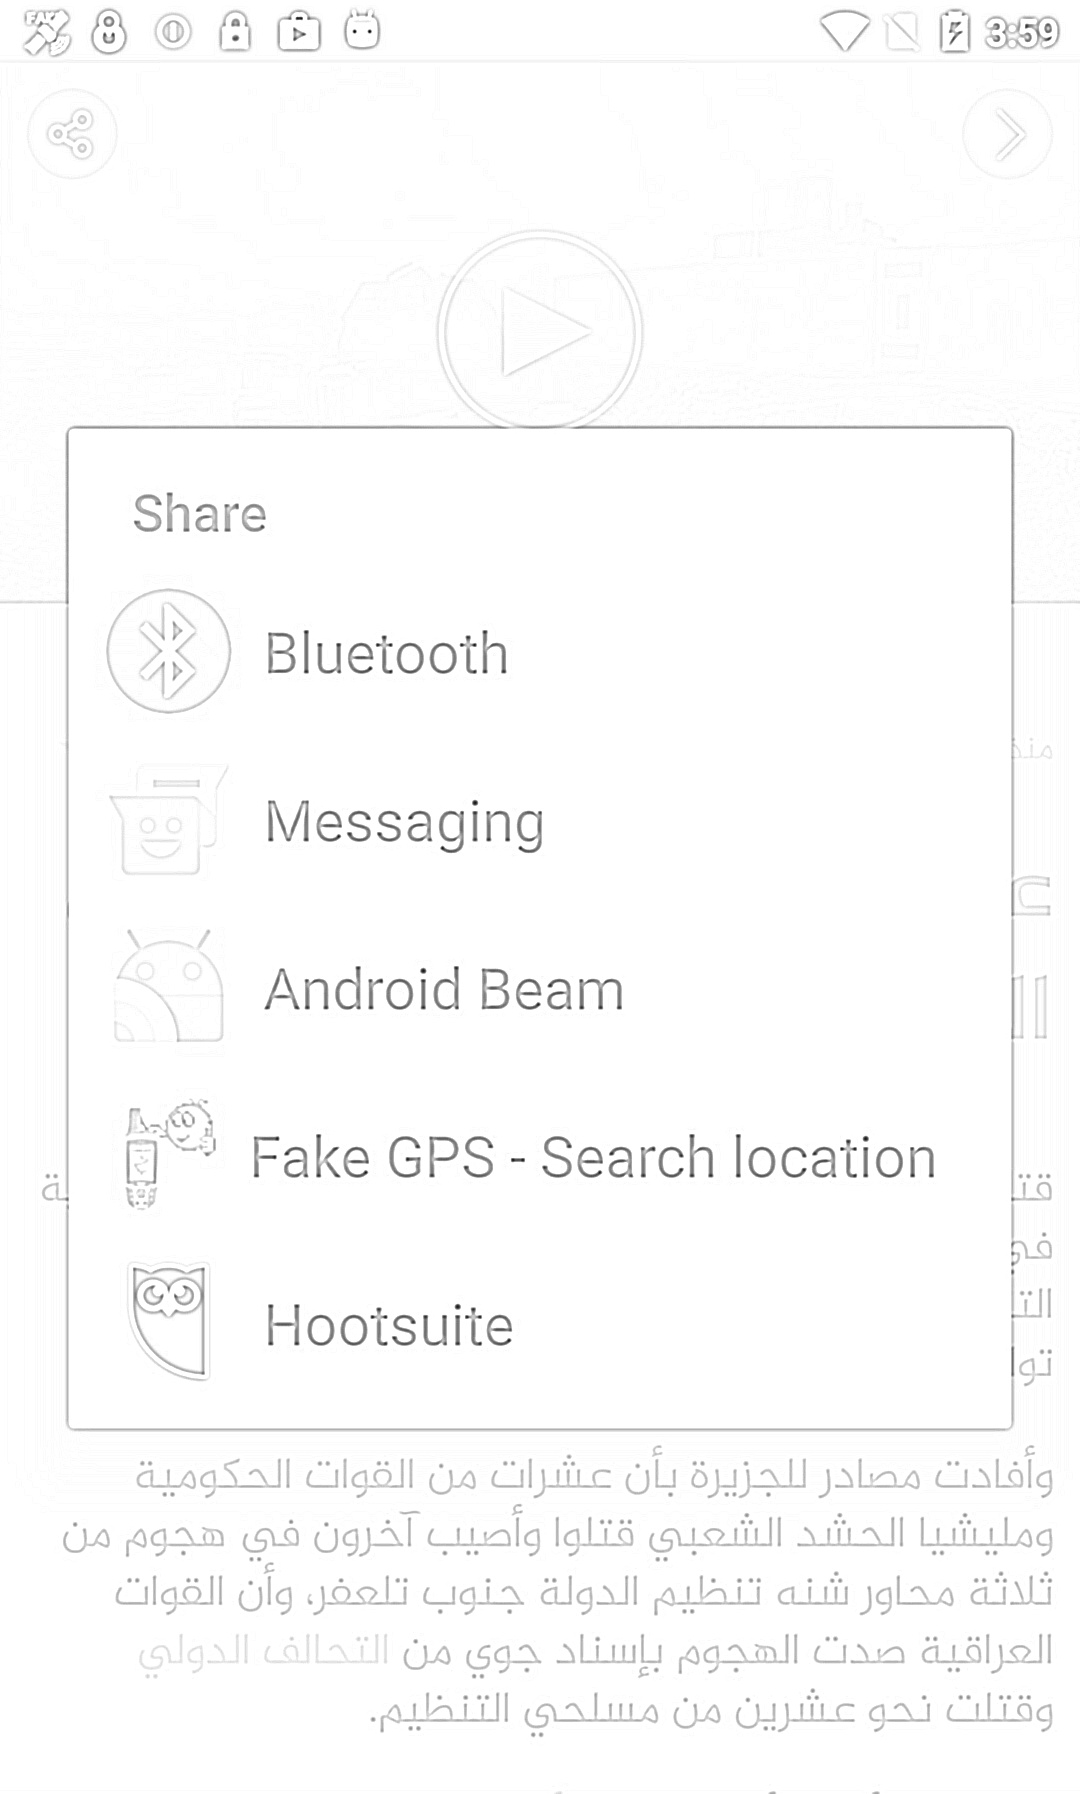 FAKE
3:59
Share
Bluetooth
Messaging
Android Beam
Fake GPS - Search location
Hootsuite
وأفادت مصادر للجزيرة بأن عشرات من القوات الحكومية
ومليشيا الحشد الشعبي قتلوا وأصيب آخرون في هجوم من
ثلاثة محاور شنه تنظيم الدولة جنوب تلعفر، وأن القوات
العراقية صدت الهجوم بإسناد جوي من التحالف الدولي
وقتلت نحو عشرين من مسلحي التنظيم.